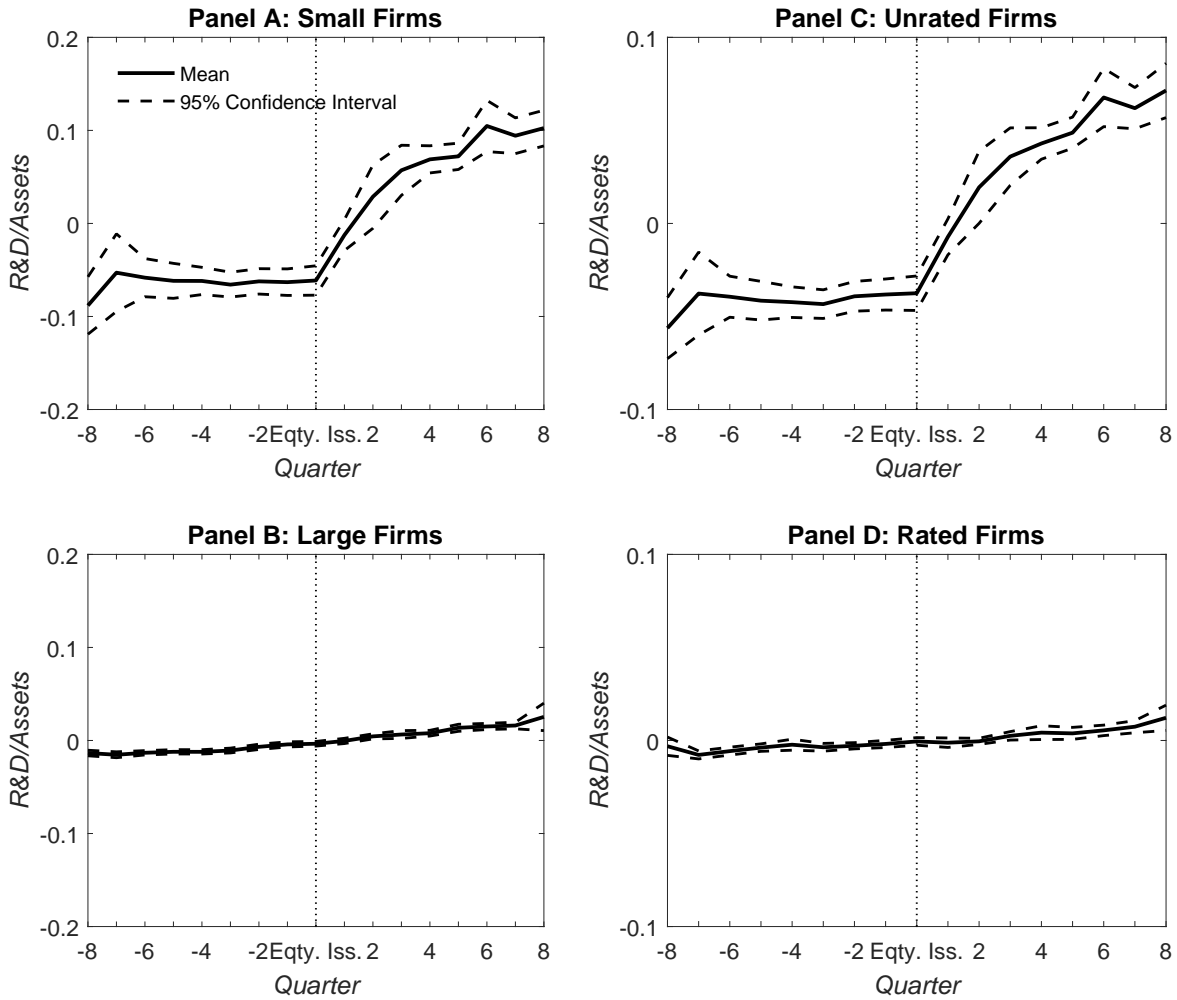 Panel A: Small Firms
0.2
0.1
0
-0.1
-0.2
R&D/Assets
Mean
95% Confidence Interval
-8 -6 -4 -2 Eqty. Iss. 2 4 6 8
Quarter
Panel C: Unrated Firms
0.1
0
-0.1
R&D/Assets
-8 -6 -4 -2 Eqty. Iss. 2 4 6 8
Quarter
Panel B: Large Firms
0.2
0.1
0
-0.1
-0.2
R&D/Assets
-8 -6 -4 -2 Eqty. Iss. 2 4 6 8
Quarter
Panel D: Rated Firms
0.1
0
-0.1
R&D/Assets
-8 -6 -4 -2 Eqty. Iss. 2 4 6 8
Quarter